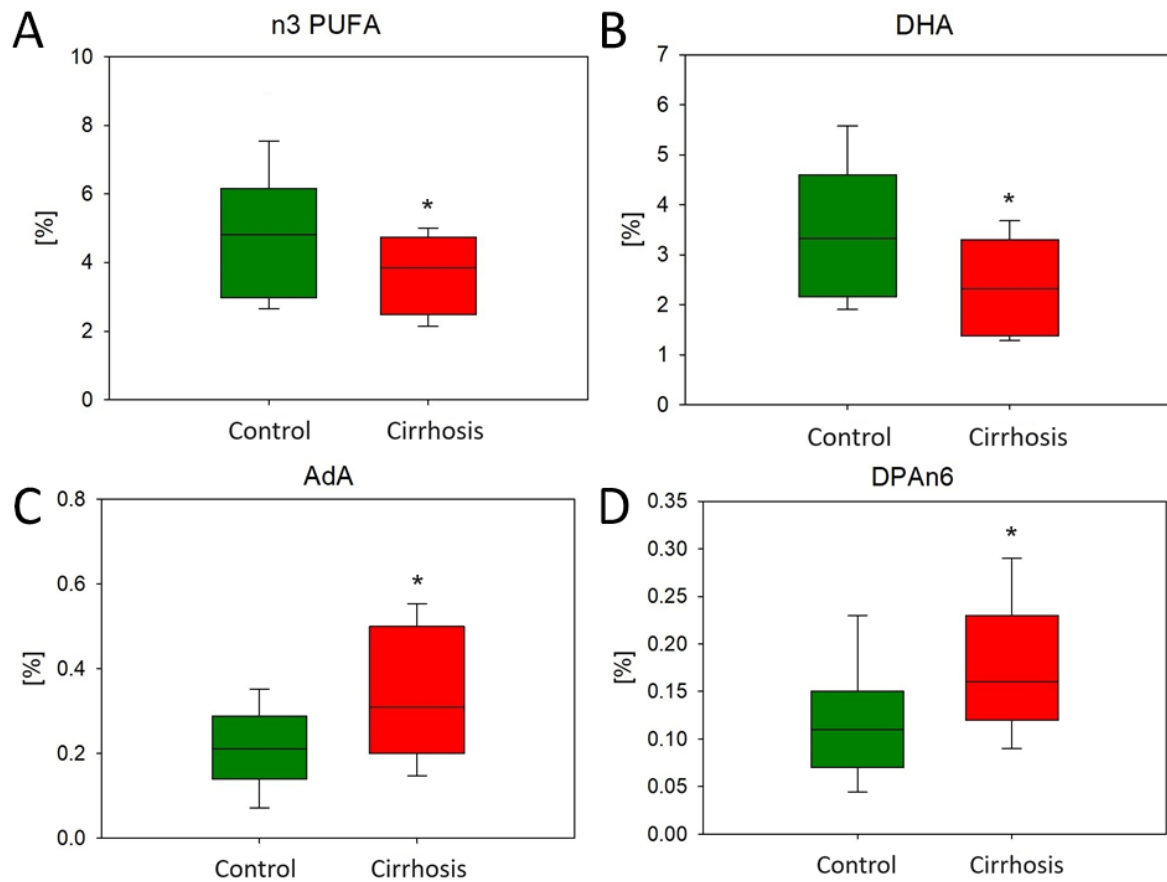 A
n3 PUFA
10
8
6
4
2
0
[%]
*
Control
Cirrhosis
B
DHA
7
6
5
4
3
2
1
0
[%]
*
Control
Cirrhosis
C
AdA
0.8
0.6
0.4
0.2
0.0
[%]
*
Control
Cirrhosis
D
DPAn6
0.35
0.30
0.25
0.20
0.15
0.10
0.05
0.00
[%]
*
Control
Cirrhosis